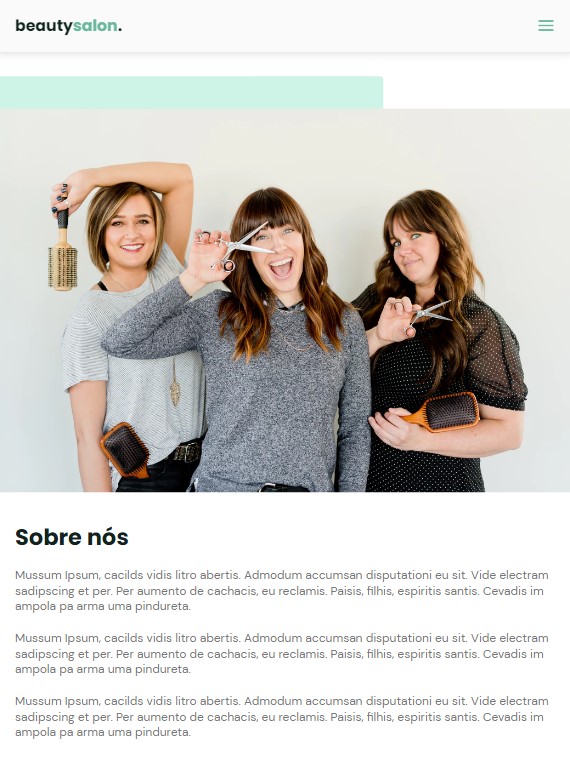 beautysalon.
Sobre nós
Mussum Ipsum, cacilds vidis litro abertis. Admodum accumsan disputationi eu sit. Vide electram
sadipscing et per. Per aumento de cachacis, eu reclamis. Paisis, filhis, espiritis santis. Cevadis im
ampola pa arma uma pindureta.
Mussum Ipsum, cacilds vidis litro abertis. Admodum accumsan disputationi eu sit. Vide electram
sadipscing et per. Per aumento de cachacis, eu reclamis. Paisis, filhis, espiritis santis. Cevadis im
ampola pa arma uma pindureta.
Mussum Ipsum, cacilds vidis litro abertis. Admodum accumsan disputationi eu sit. Vide electram
sadipscing et per. Per aumento de cachacis, eu reclamis. Paisis, filhis, espiritis santis. Cevadis im
ampola pa arma uma pindureta.